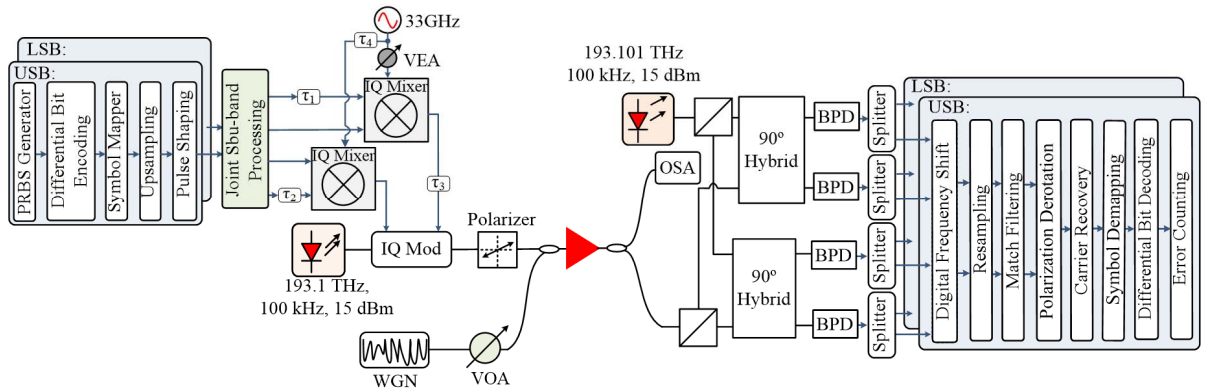 LSB:
USB:
PRBS Generator
Differential Bit
Encoding
Symbol Mapper
Upsampling
Pulse Shaping
Joint Sbu-band
Processing
τ1
τ2
33GHz
τ4
VEA
IQ Mixer
IQ Mixer
τ3
IQ Mod
193.1 THz,
100 kHz, 15 dBm
Polarizer
WGN
VOA
OSA
193.101 THz
100 kHz, 15 dBm
90º
Hybrid
90º
Hybrid
BPD
BPD
BPD
BPD
Splitter
Splitter
Splitter
Splitter
LSB:
USB:
Digital Frequency Shift
Resampling
Match Filtering
Polarization Derotation
Carrier Recovery
Symbol Demapping
Differential Bit Decoding
Error Counting